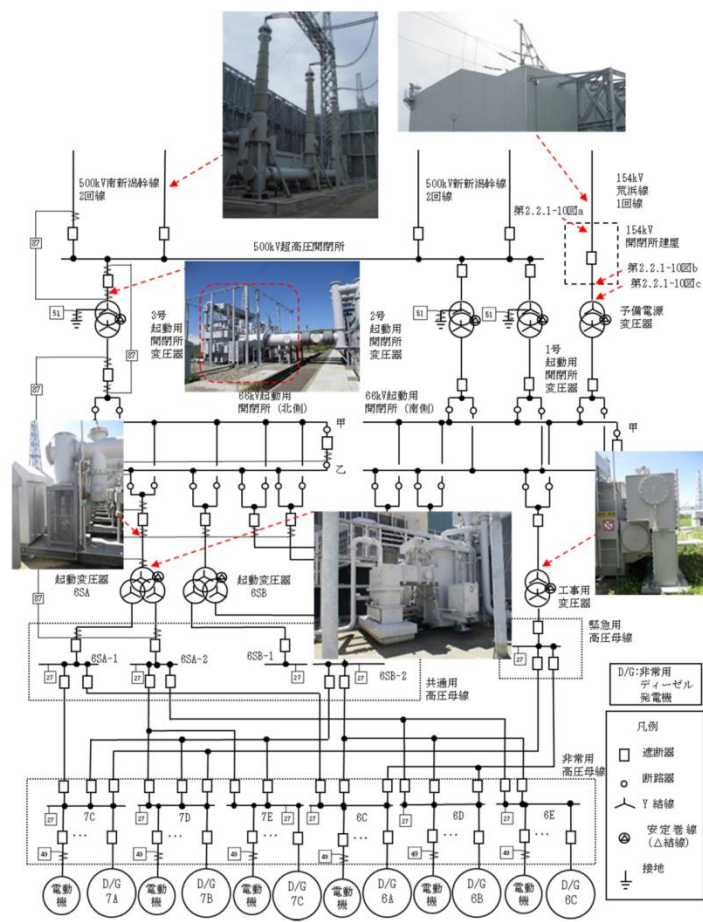 500kV南新潟幹線
2回線
500kV新新潟幹線
2回線
154kV
荒浜線
1回線
第2.2.1-10図a
154kV
開閉所建屋
87
500kV超高圧開閉所
第2.2.1-10図b
第2.2.1-10図c
51
3号
起動用
開閉所
変圧器
87
2号
起動用
開閉所
変圧器
51
51
予備電源
変圧器
1号
起動用
開閉所
変圧器
87
66kV起動用
開閉所(北側)
66kV起動用
開閉所(南側)
甲
甲
乙
起動変圧器
6SA
起動変圧器
6SB
工事用
変圧器
87
緊急用
高圧母線
6SA-1
6SA-2
6SB-1
6SB-2
27
27
27
27
27
共通用
高圧母線
D/G:非常用
ディーゼル
発電機
凡例
遮断器
断路器
Y 結線
安定巻線
(△結線)
接地
非常用
高圧母線
7C
7D
7E
6C
6D
6E
27
27
27
27
27
27
...
...
...
...
...
...
49
49
49
49
49
49
電動
機
D/G
7A
電動
機
D/G
7B
電動
機
D/G
7C
電動
機
D/G
6A
電動
機
D/G
6B
電動
機
D/G
6C